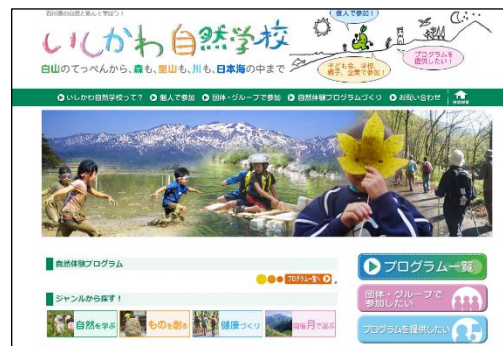 石川県の自然と遊んで学ぼう！
いしかわ自然学校
白山のてっぺんから、森も、里山も、川も、日本海の中まで
個人で参加！
子ども会、学校、
親子、企業で参加！
プログラムを
提供したい！
いしかわ自然学校って？ 個人で参加 団体・グループで参加 自然体験プログラムづくり お問い合わせ HOME
自然体験プログラム
プログラム一覧へ
ジャンルから探す！
自然を学ぶ ものを創る 健康づくり 開催月で選ぶ
プログラム一覧
団体・グループで
参加したい
プログラムを提供したい